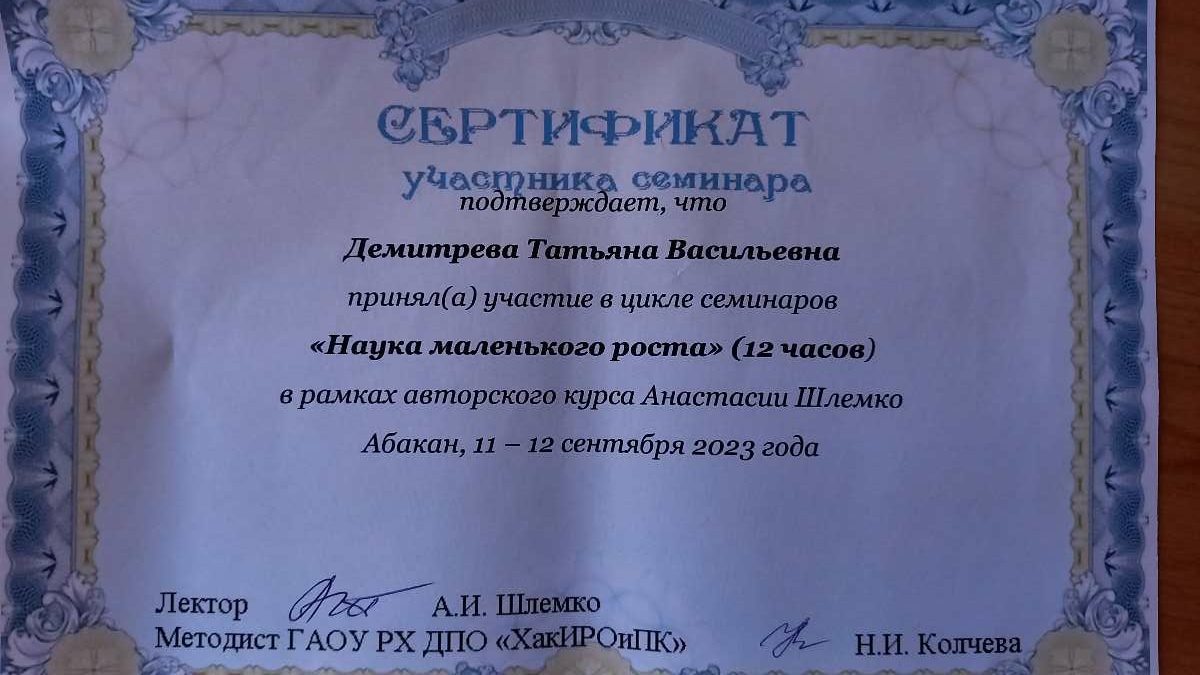 СЕРТИФИКАТ
участника семинара
подтверждает, что
Демитрева Татьяна Васильевна
принял(а) участие в цикле семинаров
«Наука маленького роста» (12 часов)
в рамках авторского курса Анастасии Шлемко
Абакан, 11 – 12 сентября 2023 года
Лектор А.И. Шлемко
Методист ГАОУ РХ ДПО «ХакИРОиПК» Н.И. Колчева